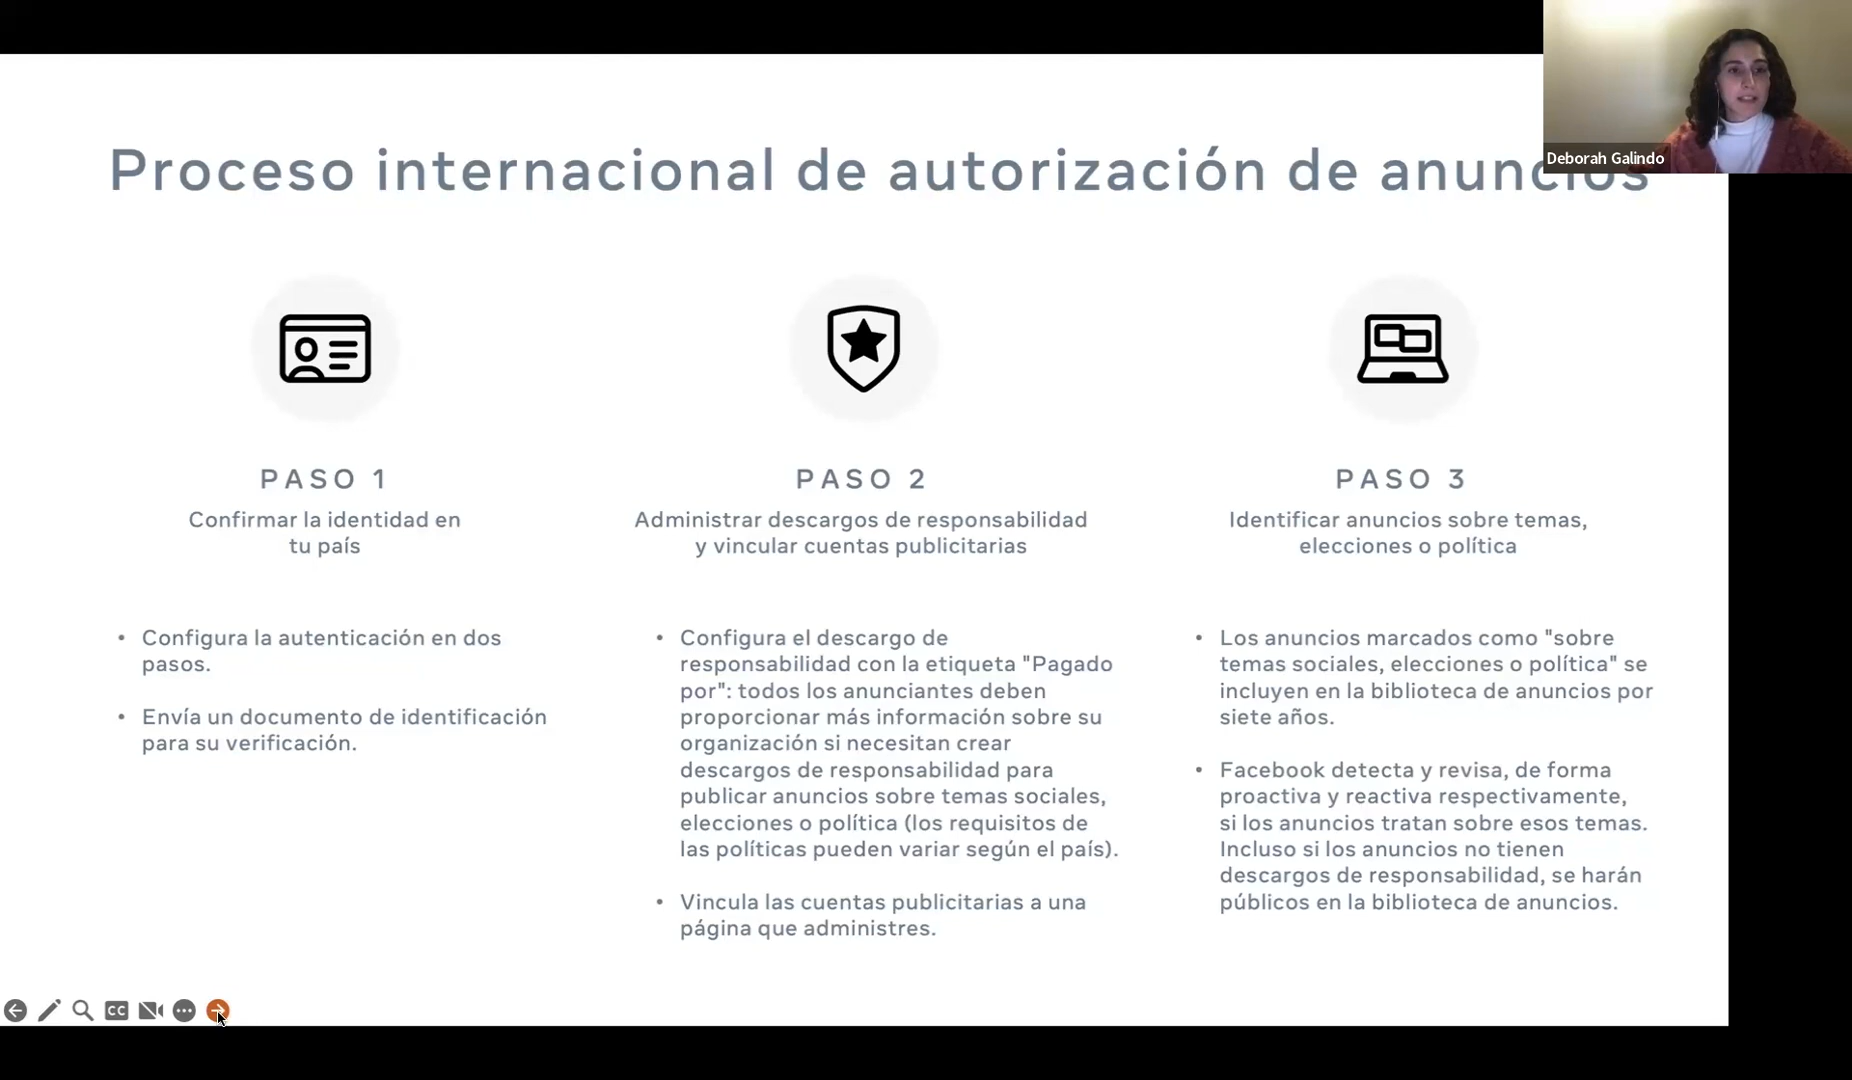 Deborah Galindo
Proceso internacional de autorización de anuncios
PASO 1
Confirmar la identidad en
tu país
• Configura la autenticación en dos
pasos.
• Envía un documento de identificación
para su verificación.
PASO 2
Administrar descargos de responsabilidad
y vincular cuentas publicitarias
• Configura el descargo de
responsabilidad con la etiqueta "Pagado
por": todos los anunciantes deben
proporcionar más información sobre su
organización si necesitan crear
descargos de responsabilidad para
publicar anuncios sobre temas sociales,
elecciones o política (los requisitos de
las políticas pueden variar según el país).
• Vincula las cuentas publicitarias a una
página que administres.
PASO 3
Identificar anuncios sobre temas,
elecciones o política
• Los anuncios marcados como "sobre
temas sociales, elecciones o política" se
incluyen en la biblioteca de anuncios por
siete años.
• Facebook detecta y revisa, de forma
proactiva y reactiva respectivamente,
si los anuncios tratan sobre esos temas.
Incluso si los anuncios no tienen
descargos de responsabilidad, se harán
públicos en la biblioteca de anuncios.
CC